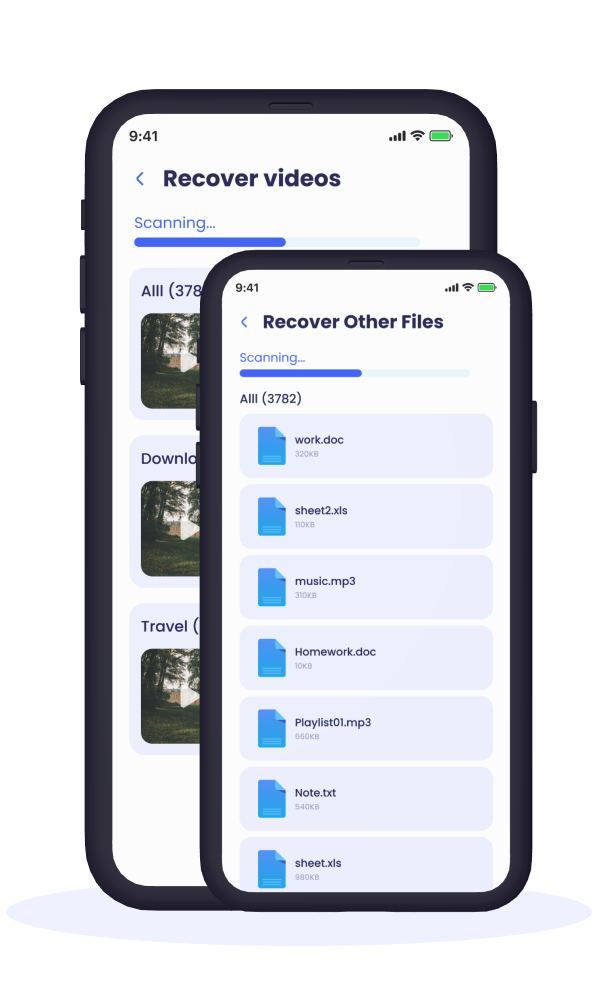 9:41
Recover videos
Scanning...
Alll (378
Downlo
Travel (
9:41
Recover Other Files
Scanning...
Alll (3782)
work.doc
320KB
sheet2.xls
110KB
music.mp3
310KB
Homework.doc
10KB
Playlist01.mp3
660KB
Note.txt
540KB
sheet.xls
980KB